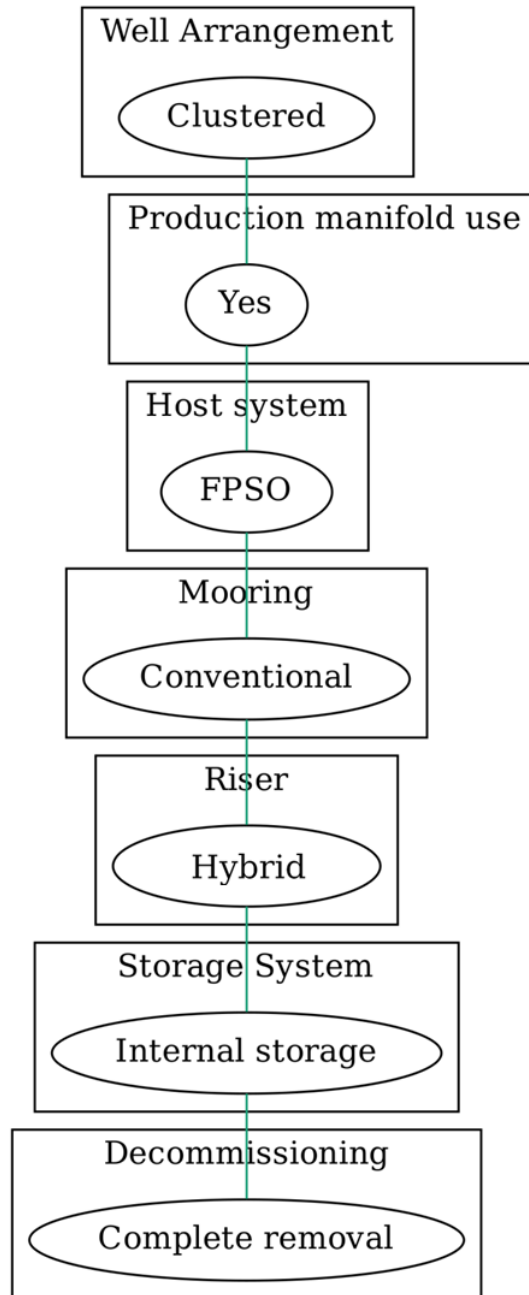 Well Arrangement
Clustered
Production manifold use
Yes
Host system
FPSO
Mooring
Conventional
Riser
Hybrid
Storage System
Internal storage
Decommissioning
Complete removal